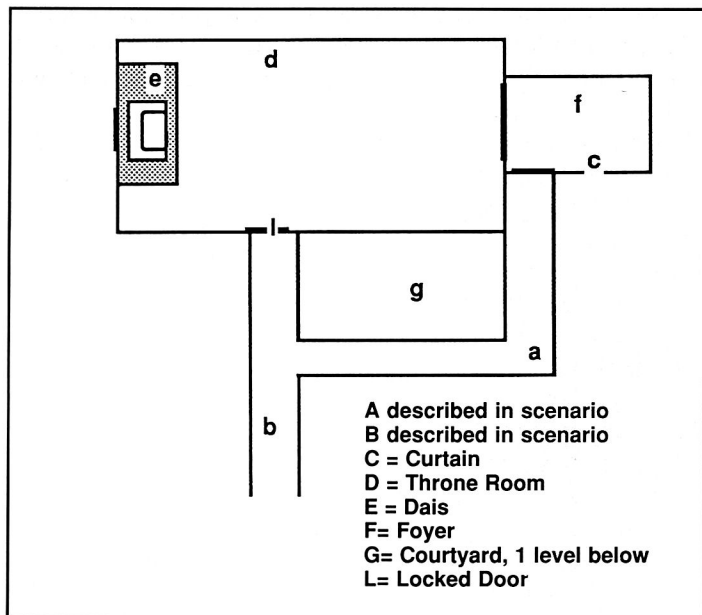 d
e
f
c
l
g
a
b
A described in scenario
B described in scenario
C = Curtain
D = Throne Room
E = Dais
F= Foyer
G= Courtyard, 1 level below
L= Locked Door